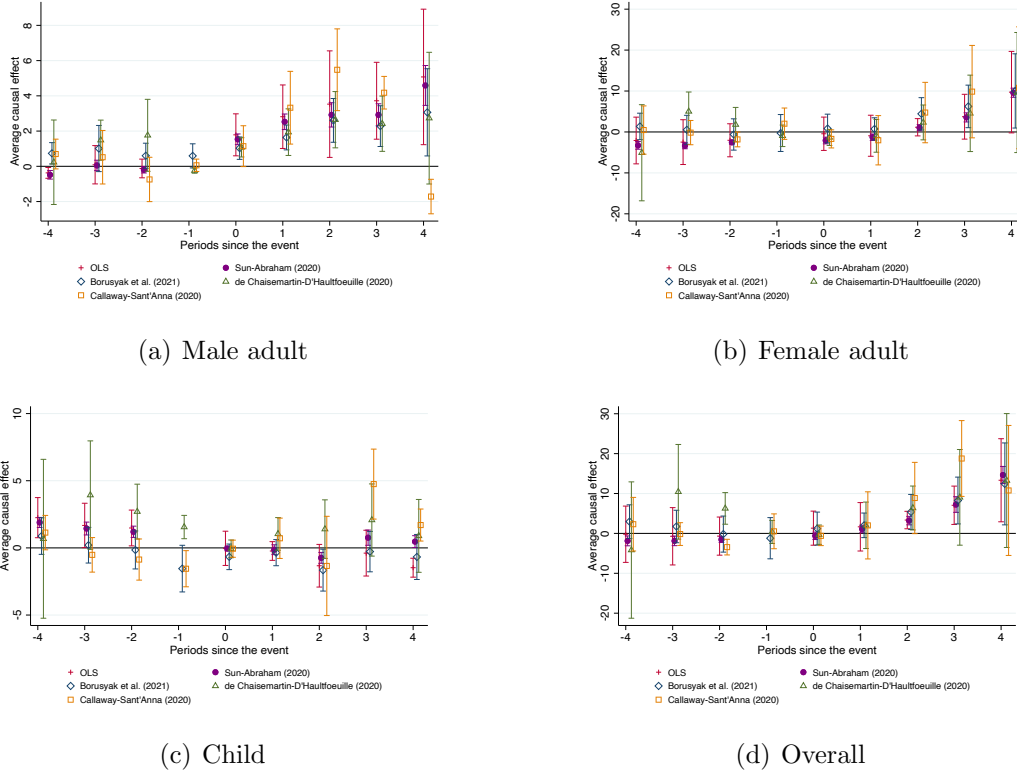 Average causal effect
8
6
4
2
0
-2
-4 -3 -2 -1 0 1 2 3 4
Periods since the event
OLS Sun-Abraham (2020)
Borusyak et al. (2021) de Chaisemartin-D'Haultfoeuille (2020)
Callaway-Sant'Anna (2020)
(a) Male adult
Average causal effect
30
20
10
0
-10
-20
-4 -3 -2 -1 0 1 2 3 4
Periods since the event
OLS Sun-Abraham (2020)
Borusyak et al. (2021) de Chaisemartin-D'Haultfoeuille (2020)
Callaway-Sant'Anna (2020)
(b) Female adult
Average causal effect
10
5
0
-5
-4 -3 -2 -1 0 1 2 3 4
Periods since the event
OLS Sun-Abraham (2020)
Borusyak et al. (2021) de Chaisemartin-D'Haultfoeuille (2020)
Callaway-Sant'Anna (2020)
(c) Child
Average causal effect
30
20
10
0
-10
-20
-4 -3 -2 -1 0 1 2 3 4
Periods since the event
OLS Sun-Abraham (2020)
Borusyak et al. (2021) de Chaisemartin-D'Haultfoeuille (2020)
Callaway-Sant'Anna (2020)
(d) Overall